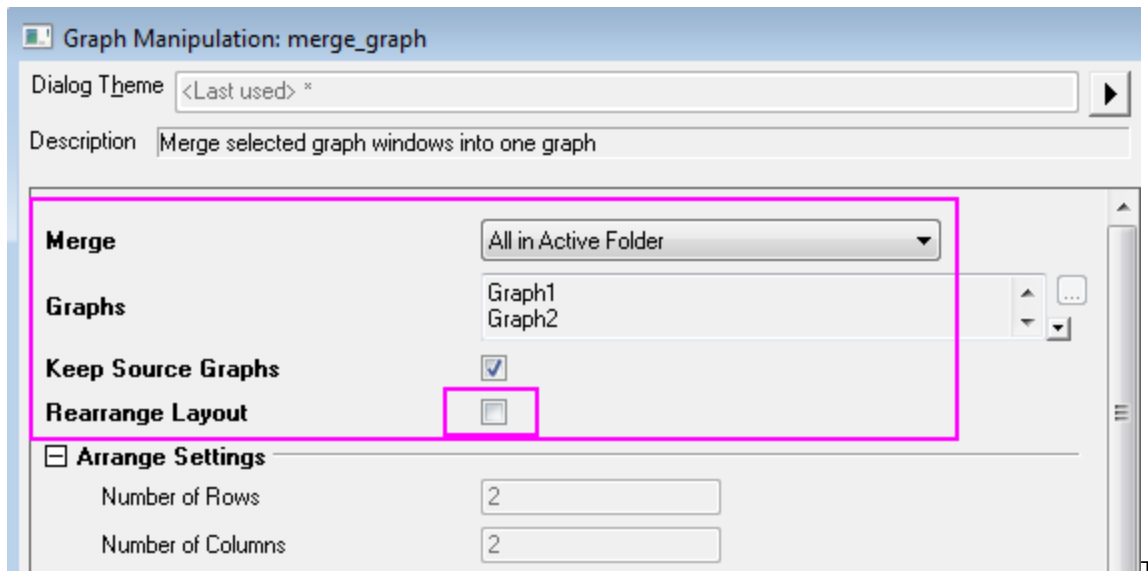 Graph Manipulation: merge_graph
Dialog Theme <Last used> *
Description Merge selected graph windows into one graph
Merge All in Active Folder
Graphs Graph1
Graph2
Keep Source Graphs
Rearrange Layout
Arrange Settings
Number of Rows 2
Number of Columns 2